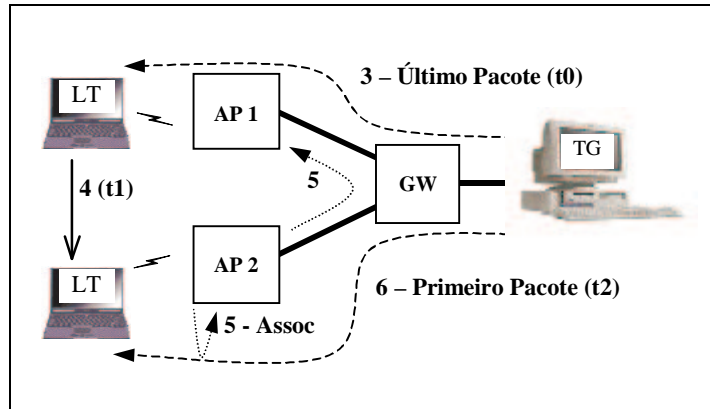 3 – Último Pacote (t0)
LT
AP 1
TG
4 (t1)
5
GW
LT
AP 2
6 – Primeiro Pacote (t2)
5 - Assoc